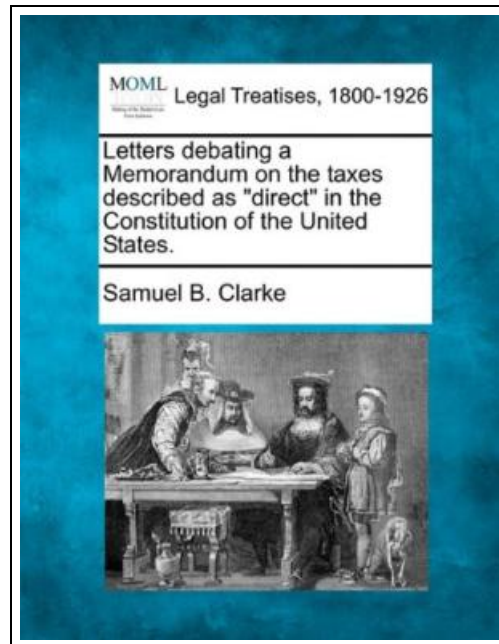 MOML
Legal Treatises, 1800-1926
Letters debating a
Memorandum on the taxes
described as "direct" in the
Constitution of the United
States.
Samuel B. Clarke